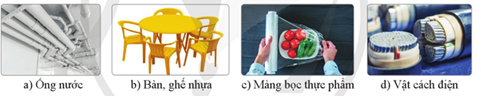 a) Ống nước
b) Bàn, ghế nhựa
c) Màng bọc thực phẩm
d) Vật cách điện